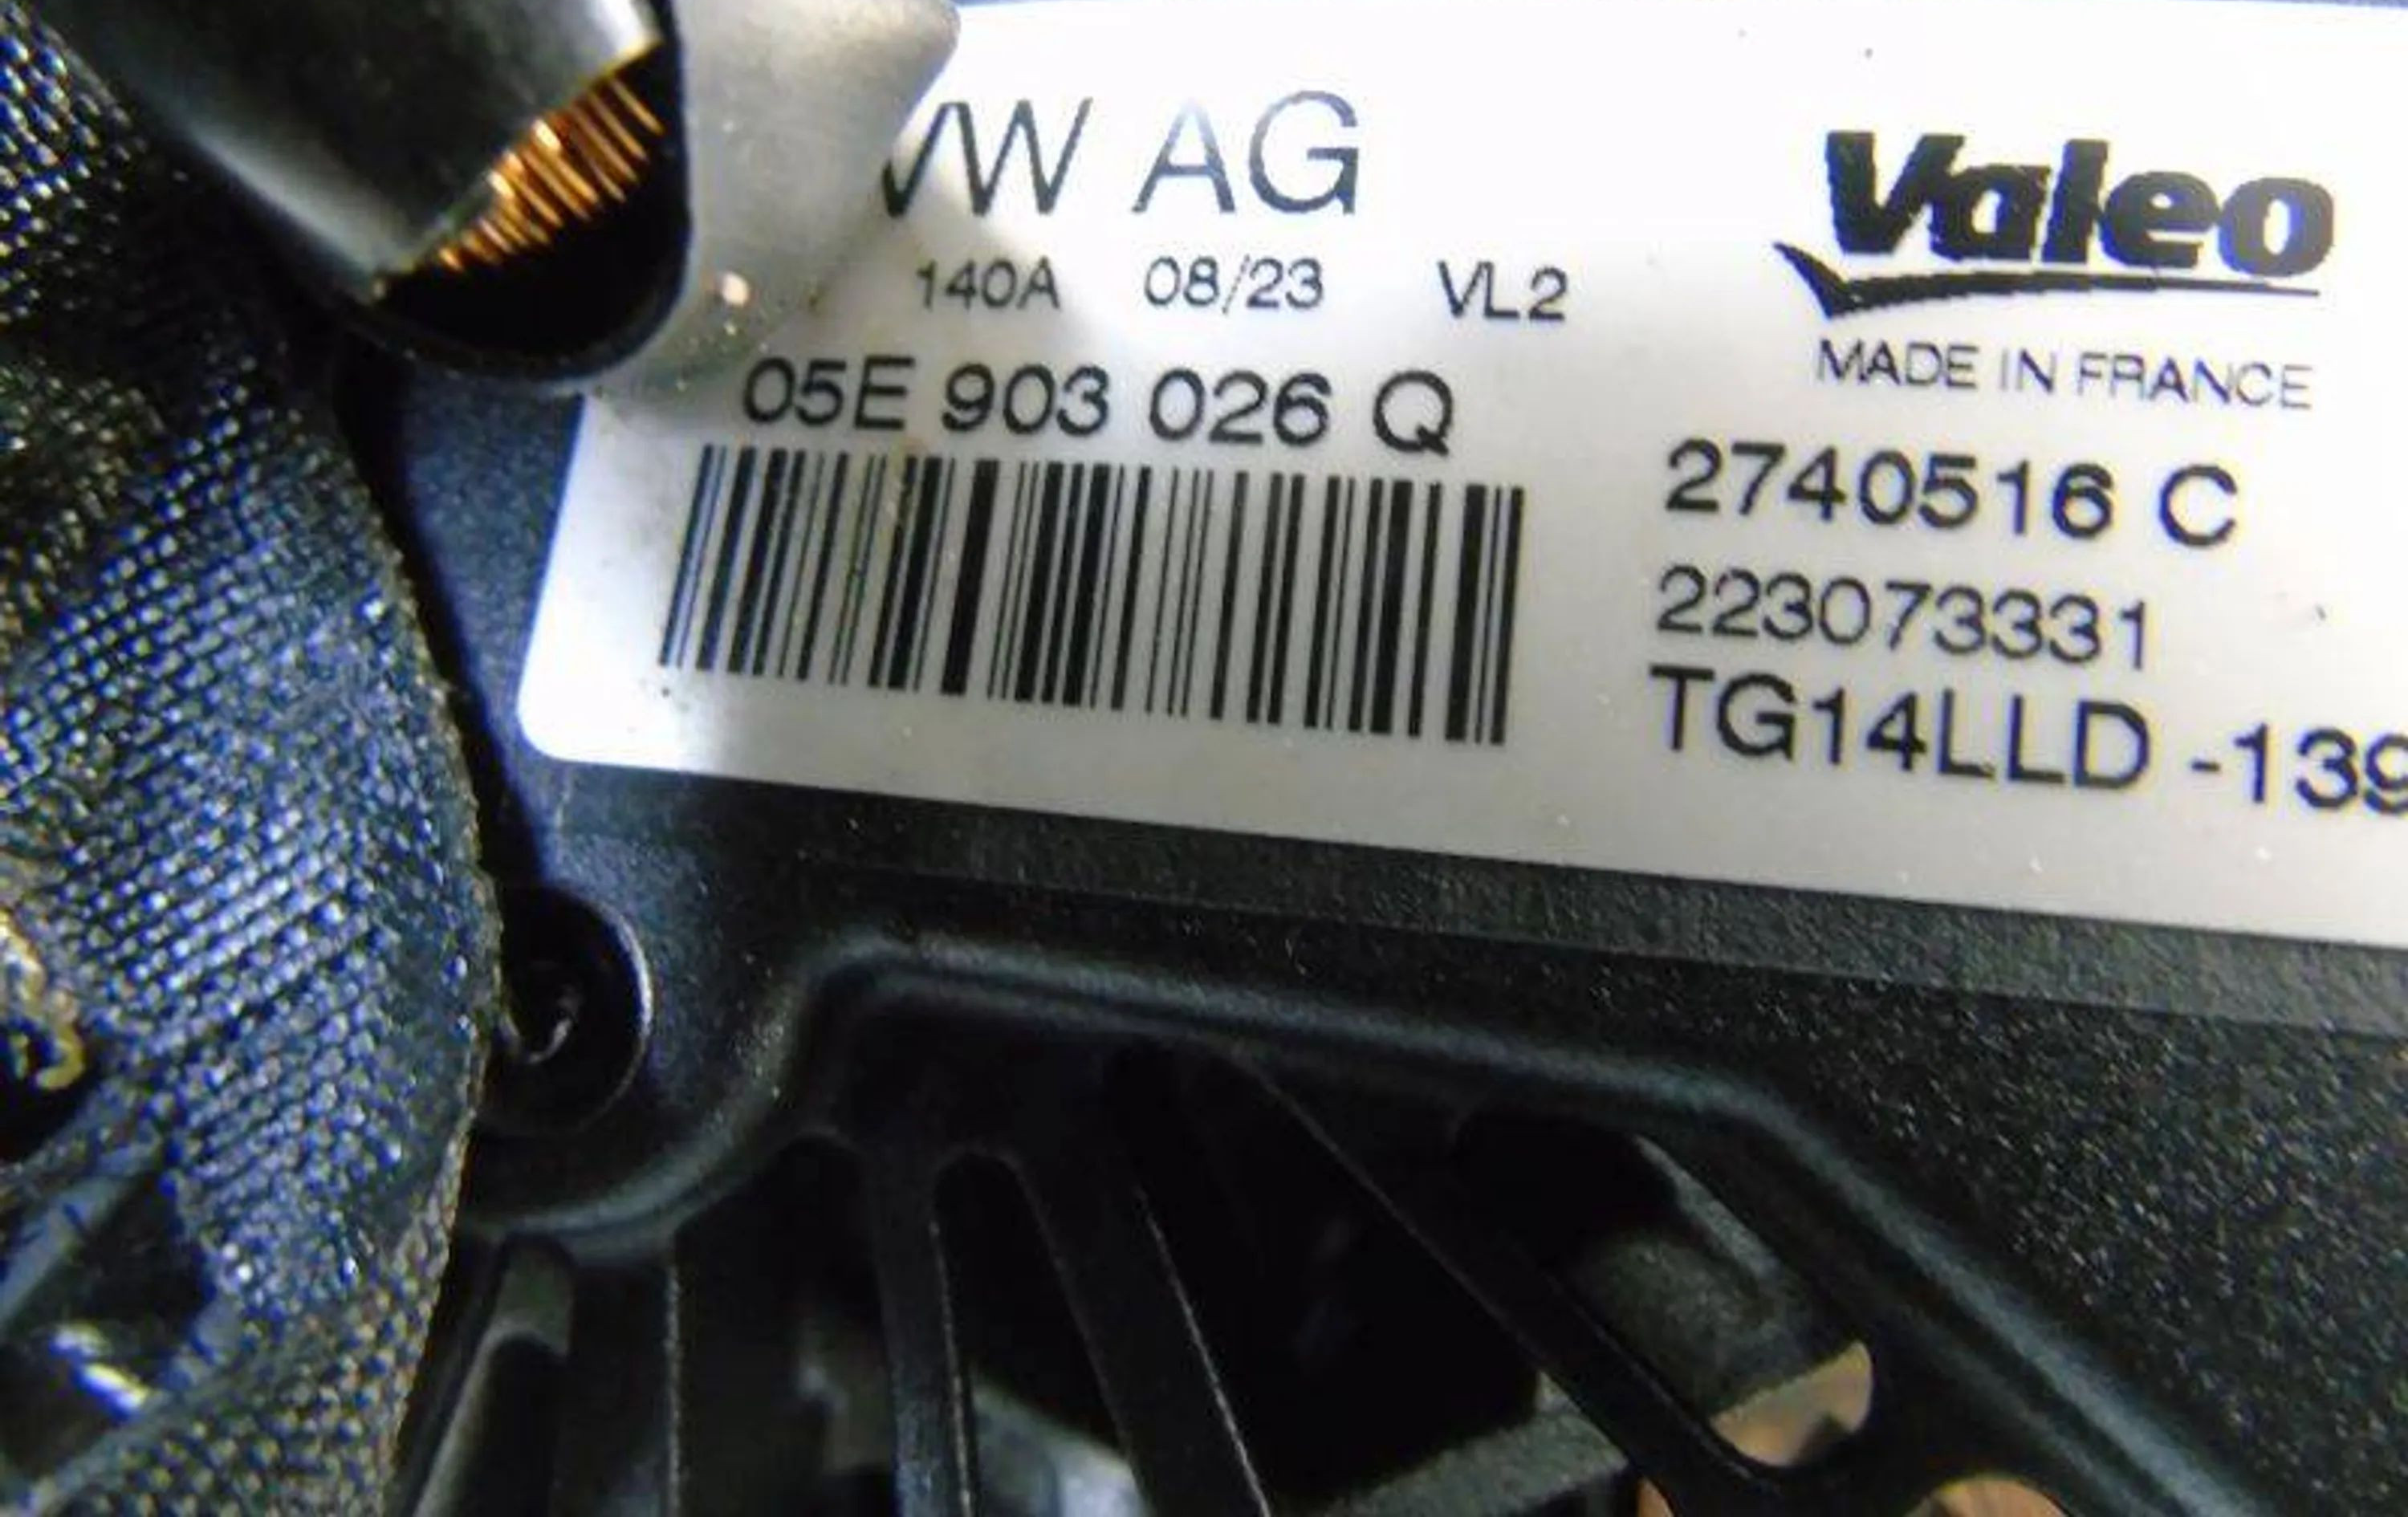 VW AG
140A 08/23 VL2
05E 903 026 Q
Valeo
MADE IN FRANCE
2740516 C
223073331
TG14LLD -139